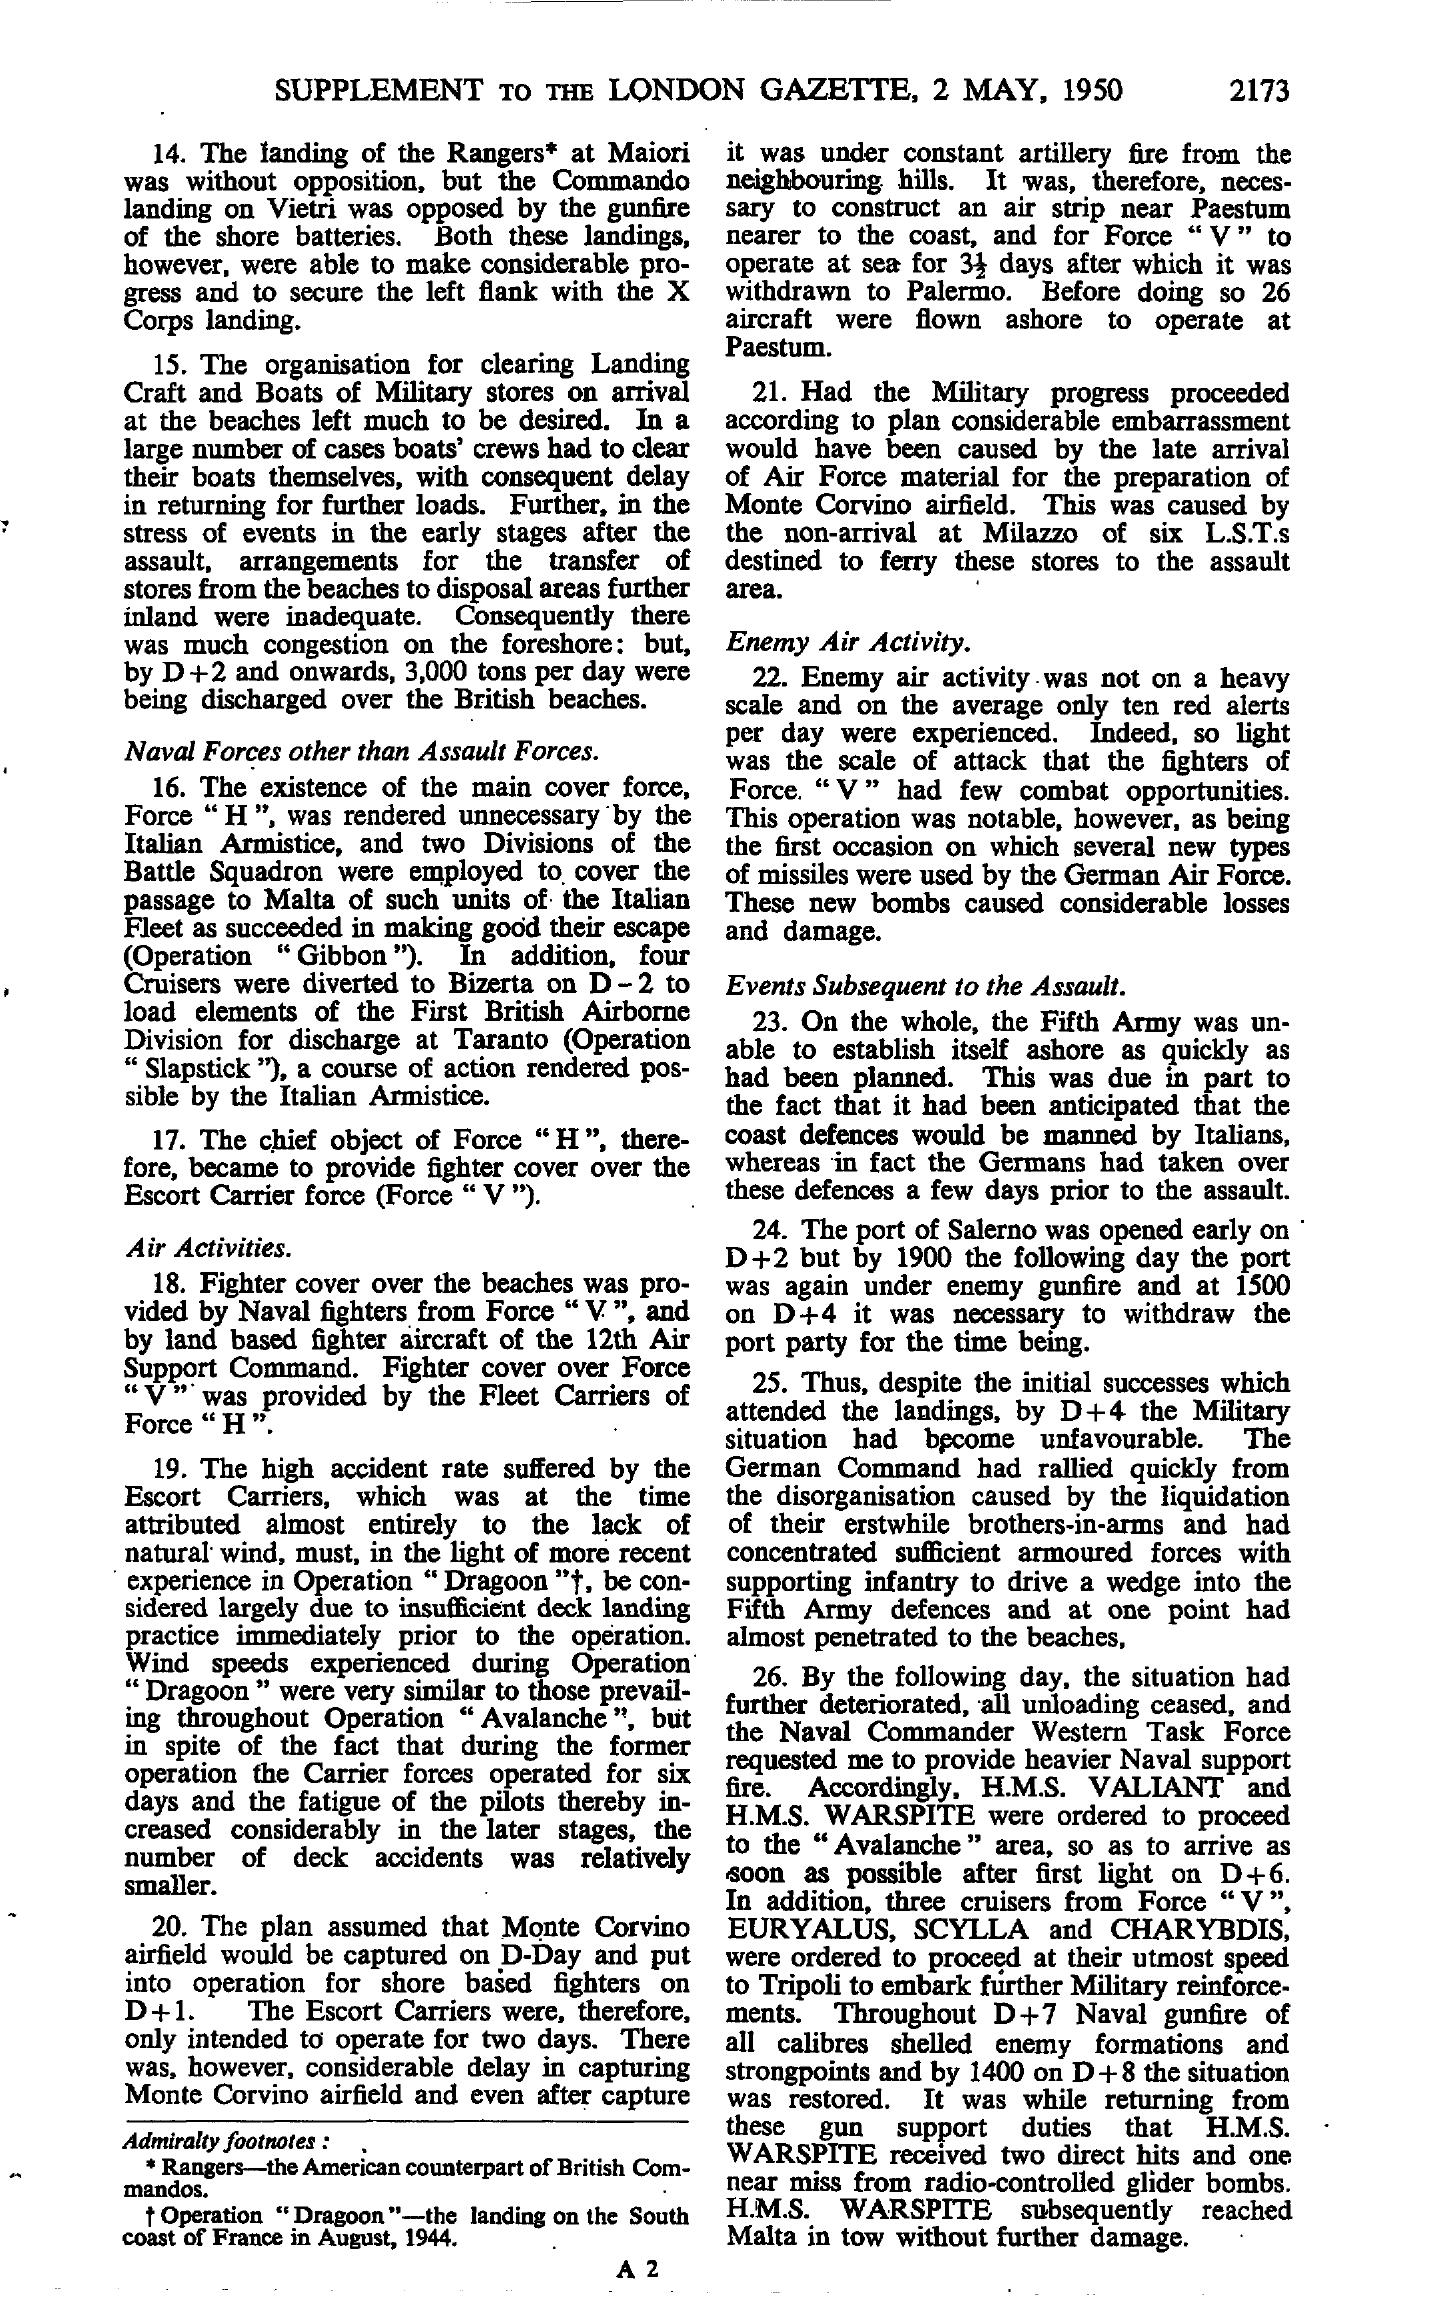 SUPPLEMENT TO THE LONDON GAZETTE, 2 MAY, 1950 2173
14. The landing of the Rangers* at Maiori
was without opposition, but the Commando
landing on Vietri was opposed by the gunfire
of the shore batteries. Both these landings,
however, were able to make considerable pro-
gress and to secure the left flank with the X
Corps landing.
15. The organisation for clearing Landing
Craft and Boats of Military stores on arrival
at the beaches left much to be desired. In a
large number of cases boats' crews had to clear
their boats themselves, with consequent delay
in returning for further loads. Further, in the
stress of events in the early stages after the
assault, arrangements for the transfer of
stores from the beaches to disposal areas further
inland were inadequate. Consequently there
was much congestion on the foreshore: but,
by D+2 and onwards, 3,000 tons per day were
being discharged over the British beaches.
Naval Forces other than Assault Forces.
16. The existence of the main cover force,
Force "H", was rendered unnecessary by the
Italian Armistice, and two Divisions of the
Battle Squadron were employed to cover the
passage to Malta of such units of the Italian
Fleet as succeeded in making good their escape
(Operation "Gibbon"). In addition, four
Cruisers were diverted to Bizerta on D-2 to
load elements of the First British Airborne
Division for discharge at Taranto (Operation
"Slapstick"), a course of action rendered pos-
sible by the Italian Armistice.
17. The chief object of Force "H", there-
fore, became to provide fighter cover over the
Escort Carrier force (Force "V").
Air Activities.
18. Fighter cover over the beaches was pro-
vided by Naval fighters from Force "V", and
by land based fighter aircraft of the 12th Air
Support Command. Fighter cover over Force
"V" was provided by the Fleet Carriers of
Force "H".
19. The high accident rate suffered by the
Escort Carriers, which was at the time
attributed almost entirely to the lack of
natural wind, must, in the light of more recent
experience in Operation "Dragoon"†, be con-
sidered largely due to insufficient deck landing
practice immediately prior to the operation.
Wind speeds experienced during Operation
"Dragoon" were very similar to those prevail-
ing throughout Operation "Avalanche", but
in spite of the fact that during the former
operation the Carrier forces operated for six
days and the fatigue of the pilots thereby in-
creased considerably in the later stages, the
number of deck accidents was relatively
smaller.
20. The plan assumed that Monte Corvino
airfield would be captured on D-Day and put
into operation for shore based fighters on
D+1. The Escort Carriers were, therefore,
only intended to operate for two days. There
was, however, considerable delay in capturing
Monte Corvino airfield and even after capture
Admiralty footnotes :
* Rangers—the American counterpart of British Com-
mandos.
† Operation "Dragoon"—the landing on the South
coast of France in August, 1944.
it was under constant artillery fire from the
neighbouring hills. It was, therefore, neces-
sary to construct an air strip near Paestum
nearer to the coast, and for Force "V" to
operate at sea for 3½ days after which it was
withdrawn to Palermo. Before doing so 26
aircraft were flown ashore to operate at
Paestum.
21. Had the Military progress proceeded
according to plan considerable embarrassment
would have been caused by the late arrival
of Air Force material for the preparation of
Monte Corvino airfield. This was caused by
the non-arrival at Milazzo of six L.S.T.s
destined to ferry these stores to the assault
area.
Enemy Air Activity.
22. Enemy air activity was not on a heavy
scale and on the average only ten red alerts
per day were experienced. Indeed, so light
was the scale of attack that the fighters of
Force "V" had few combat opportunities.
This operation was notable, however, as being
the first occasion on which several new types
of missiles were used by the German Air Force.
These new bombs caused considerable losses
and damage.
Events Subsequent to the Assault.
23. On the whole, the Fifth Army was un-
able to establish itself ashore as quickly as
had been planned. This was due in part to
the fact that it had been anticipated that the
coast defences would be manned by Italians,
whereas in fact the Germans had taken over
these defences a few days prior to the assault.
24. The port of Salerno was opened early on
D+2 but by 1900 the following day the port
was again under enemy gunfire and at 1500
on D+4 it was necessary to withdraw the
port party for the time being.
25. Thus, despite the initial successes which
attended the landings, by D+4 the Military
situation had become unfavourable. The
German Command had rallied quickly from
the disorganisation caused by the liquidation
of their erstwhile brothers-in-arms and had
concentrated sufficient armoured forces with
supporting infantry to drive a wedge into the
Fifth Army defences and at one point had
almost penetrated to the beaches,
26. By the following day, the situation had
further deteriorated, all unloading ceased, and
the Naval Commander Western Task Force
requested me to provide heavier Naval support
fire. Accordingly, H.M.S. VALIANT and
H.M.S. WARSPITE were ordered to proceed
to the "Avalanche" area, so as to arrive as
soon as possible after first light on D+6.
In addition, three cruisers from Force "V",
EURYALUS, SCYLLA and CHARYBDIS,
were ordered to proceed at their utmost speed
to Tripoli to embark further Military reinforce-
ments. Throughout D+7 Naval gunfire of
all calibres shelled enemy formations and
strongpoints and by 1400 on D+8 the situation
was restored. It was while returning from
these gun support duties that H.M.S.
WARSPITE received two direct hits and one
near miss from radio-controlled glider bombs.
H.M.S. WARSPITE subsequently reached
Malta in tow without further damage.
A 2